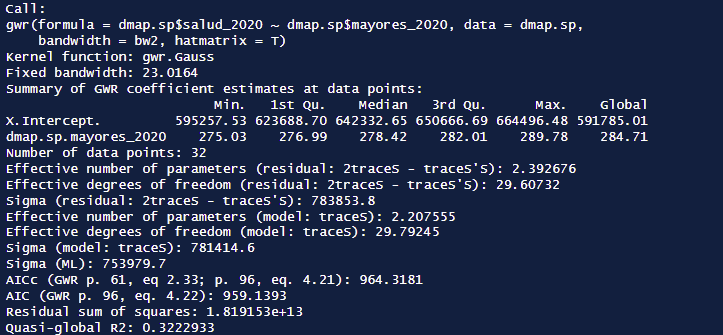 Call:
gwr(formula = dmap.sp$salud_2020 ~ dmap.sp$mayores_2020, data = dmap.sp,
    bandwidth = bw2, hatmatrix = T)
Kernel function: gwr.Gauss
Fixed bandwidth: 23.0164
Summary of GWR coefficient estimates at data points:
                          Min.   1st Qu.    Median   3rd Qu.      Max.    Global
X.Intercept.         595257.53 623688.70 642332.65 650666.69 664496.48 591785.01
dmap.sp.mayores_2020    275.03    276.99    278.42    282.01    289.78    284.71
Number of data points: 32
Effective number of parameters (residual: 2traceS - traceS'S): 2.392676
Effective degrees of freedom (residual: 2traceS - traceS'S): 29.60732
Sigma (residual: 2traceS - traceS'S): 783853.8
Effective number of parameters (model: traceS): 2.207555
Effective degrees of freedom (model: traceS): 29.79245
Sigma (model: traceS): 781414.6
Sigma (ML): 753979.7
AICc (GWR p. 61, eq 2.33; p. 96, eq. 4.21): 964.3181
AIC (GWR p. 96, eq. 4.22): 959.1393
Residual sum of squares: 1.819153e+13
Quasi-global R2: 0.3222933